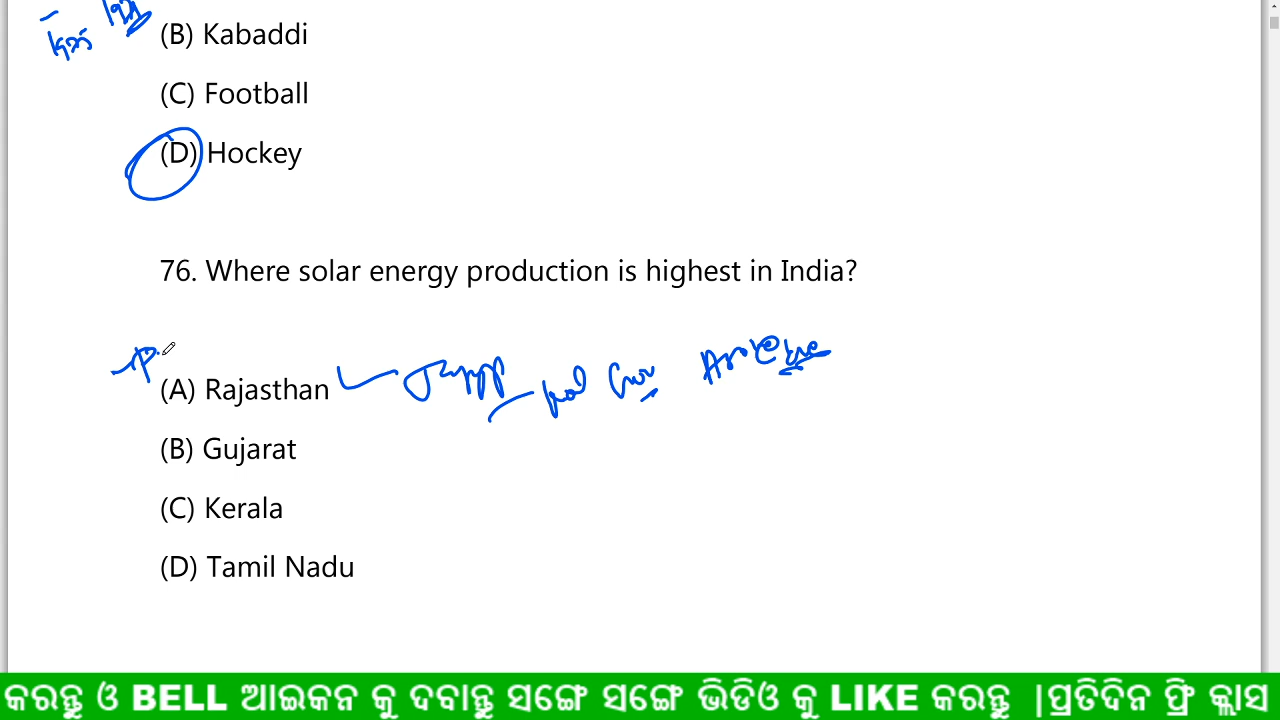 (B) Kabaddi
(C) Football
(D) Hockey
76. Where solar energy production is highest in India?
(A) Rajasthan
(B) Gujarat
(C) Kerala
(D) Tamil Nadu
କରନ୍ତୁ ଓ BELL ଆଇକନ କୁ ଦବାନ୍ତୁ ସଙ୍ଗେ ସଙ୍ଗେ ଭିଡିଓ କୁ LIKE କରନ୍ତୁ |ପ୍ରତିଦିନ ଫ୍ରି କ୍ଲାସ